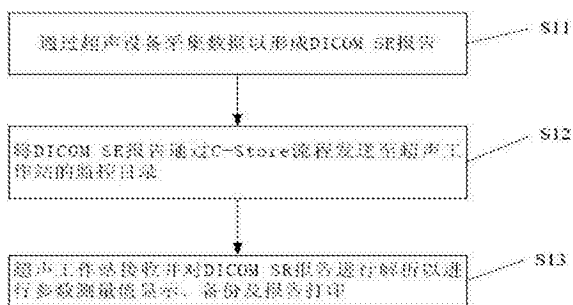 通过超声设备采集数据以形成DICOM SR报告
S11
将DICOM SR报告通过C-Store流程发送至超声工
作站的监控目录
S12
超声工作站接收并对DICOM SR报告进行解析以进
行参数测量值显示、备份及报告打印
S13